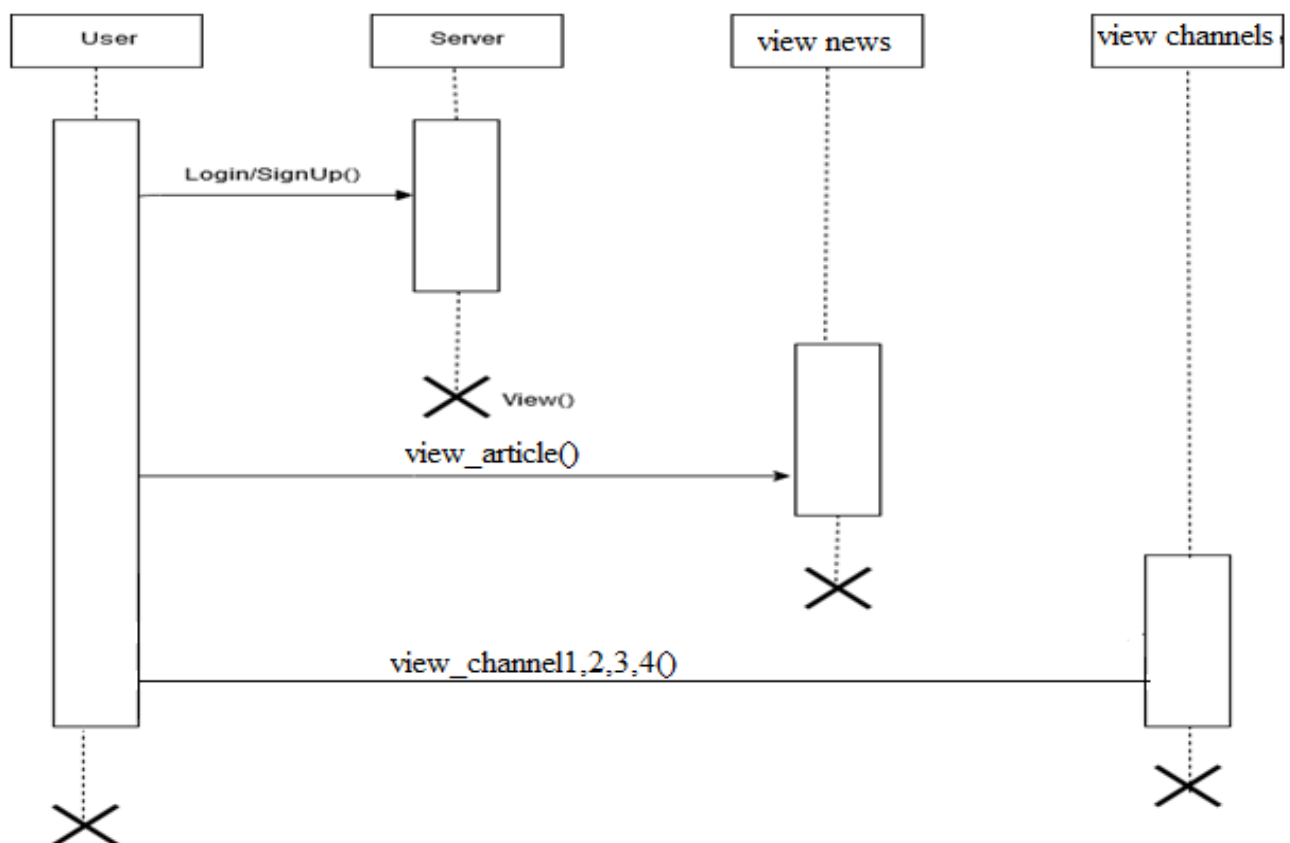 User
Server
view news
view channels
Login/SignUp()
View()
view_article()
view_channel1,2,3,4()